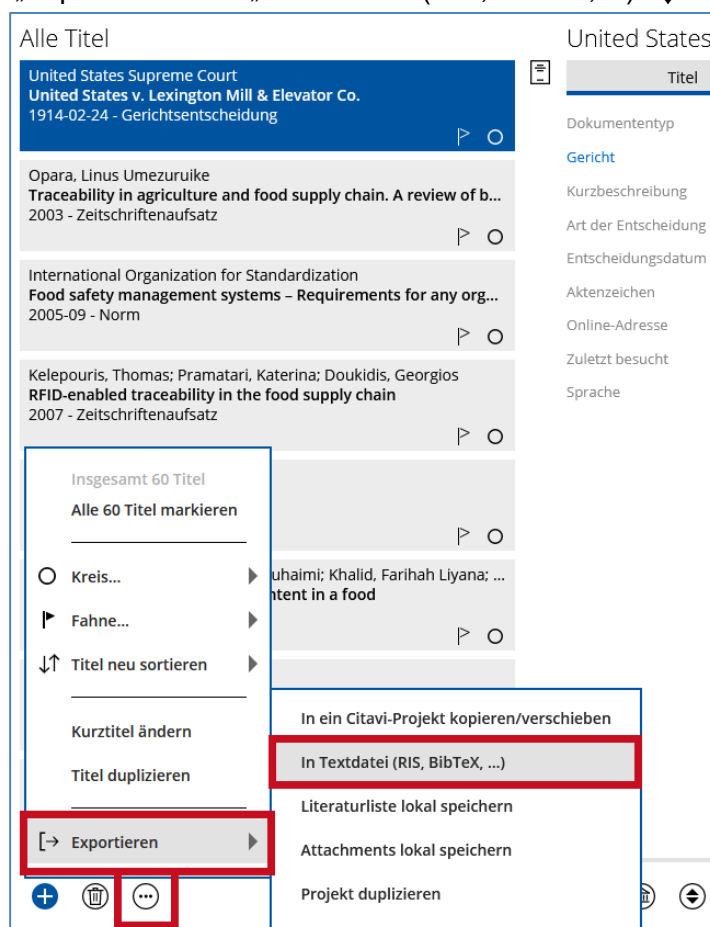 Alle Titel
United States Supreme Court
United States v. Lexington Mill & Elevator Co.
1914-02-24 - Gerichtsentscheidung
Opara, Linus Umezuruike
Traceability in agriculture and food supply chain. A review of b...
2003 - Zeitschriftenaufsatz
International Organization for Standardization
Food safety management systems – Requirements for any org...
2005-09 - Norm
Kelepouris, Thomas; Pramatari, Katerina; Doukidis, Georgios
RFID-enabled traceability in the food supply chain
2007 - Zeitschriftenaufsatz
uhaimi; Khalid, Farihah Liyana; ...
ntent in a food
Insgesamt 60 Titel
Alle 60 Titel markieren
Kreis...
Fahne...
Titel neu sortieren
Kurztitel ändern
Titel duplizieren
Exportieren
In ein Citavi-Projekt kopieren/verschieben
In Textdatei (RIS, BibTeX, ...)
Literaturliste lokal speichern
Attachments lokal speichern
Projekt duplizieren
United States
Titel
Dokumententyp
Gericht
Kurzbeschreibung
Art der Entscheidung
Entscheidungsdatum
Aktenzeichen
Online-Adresse
Zuletzt besucht
Sprache